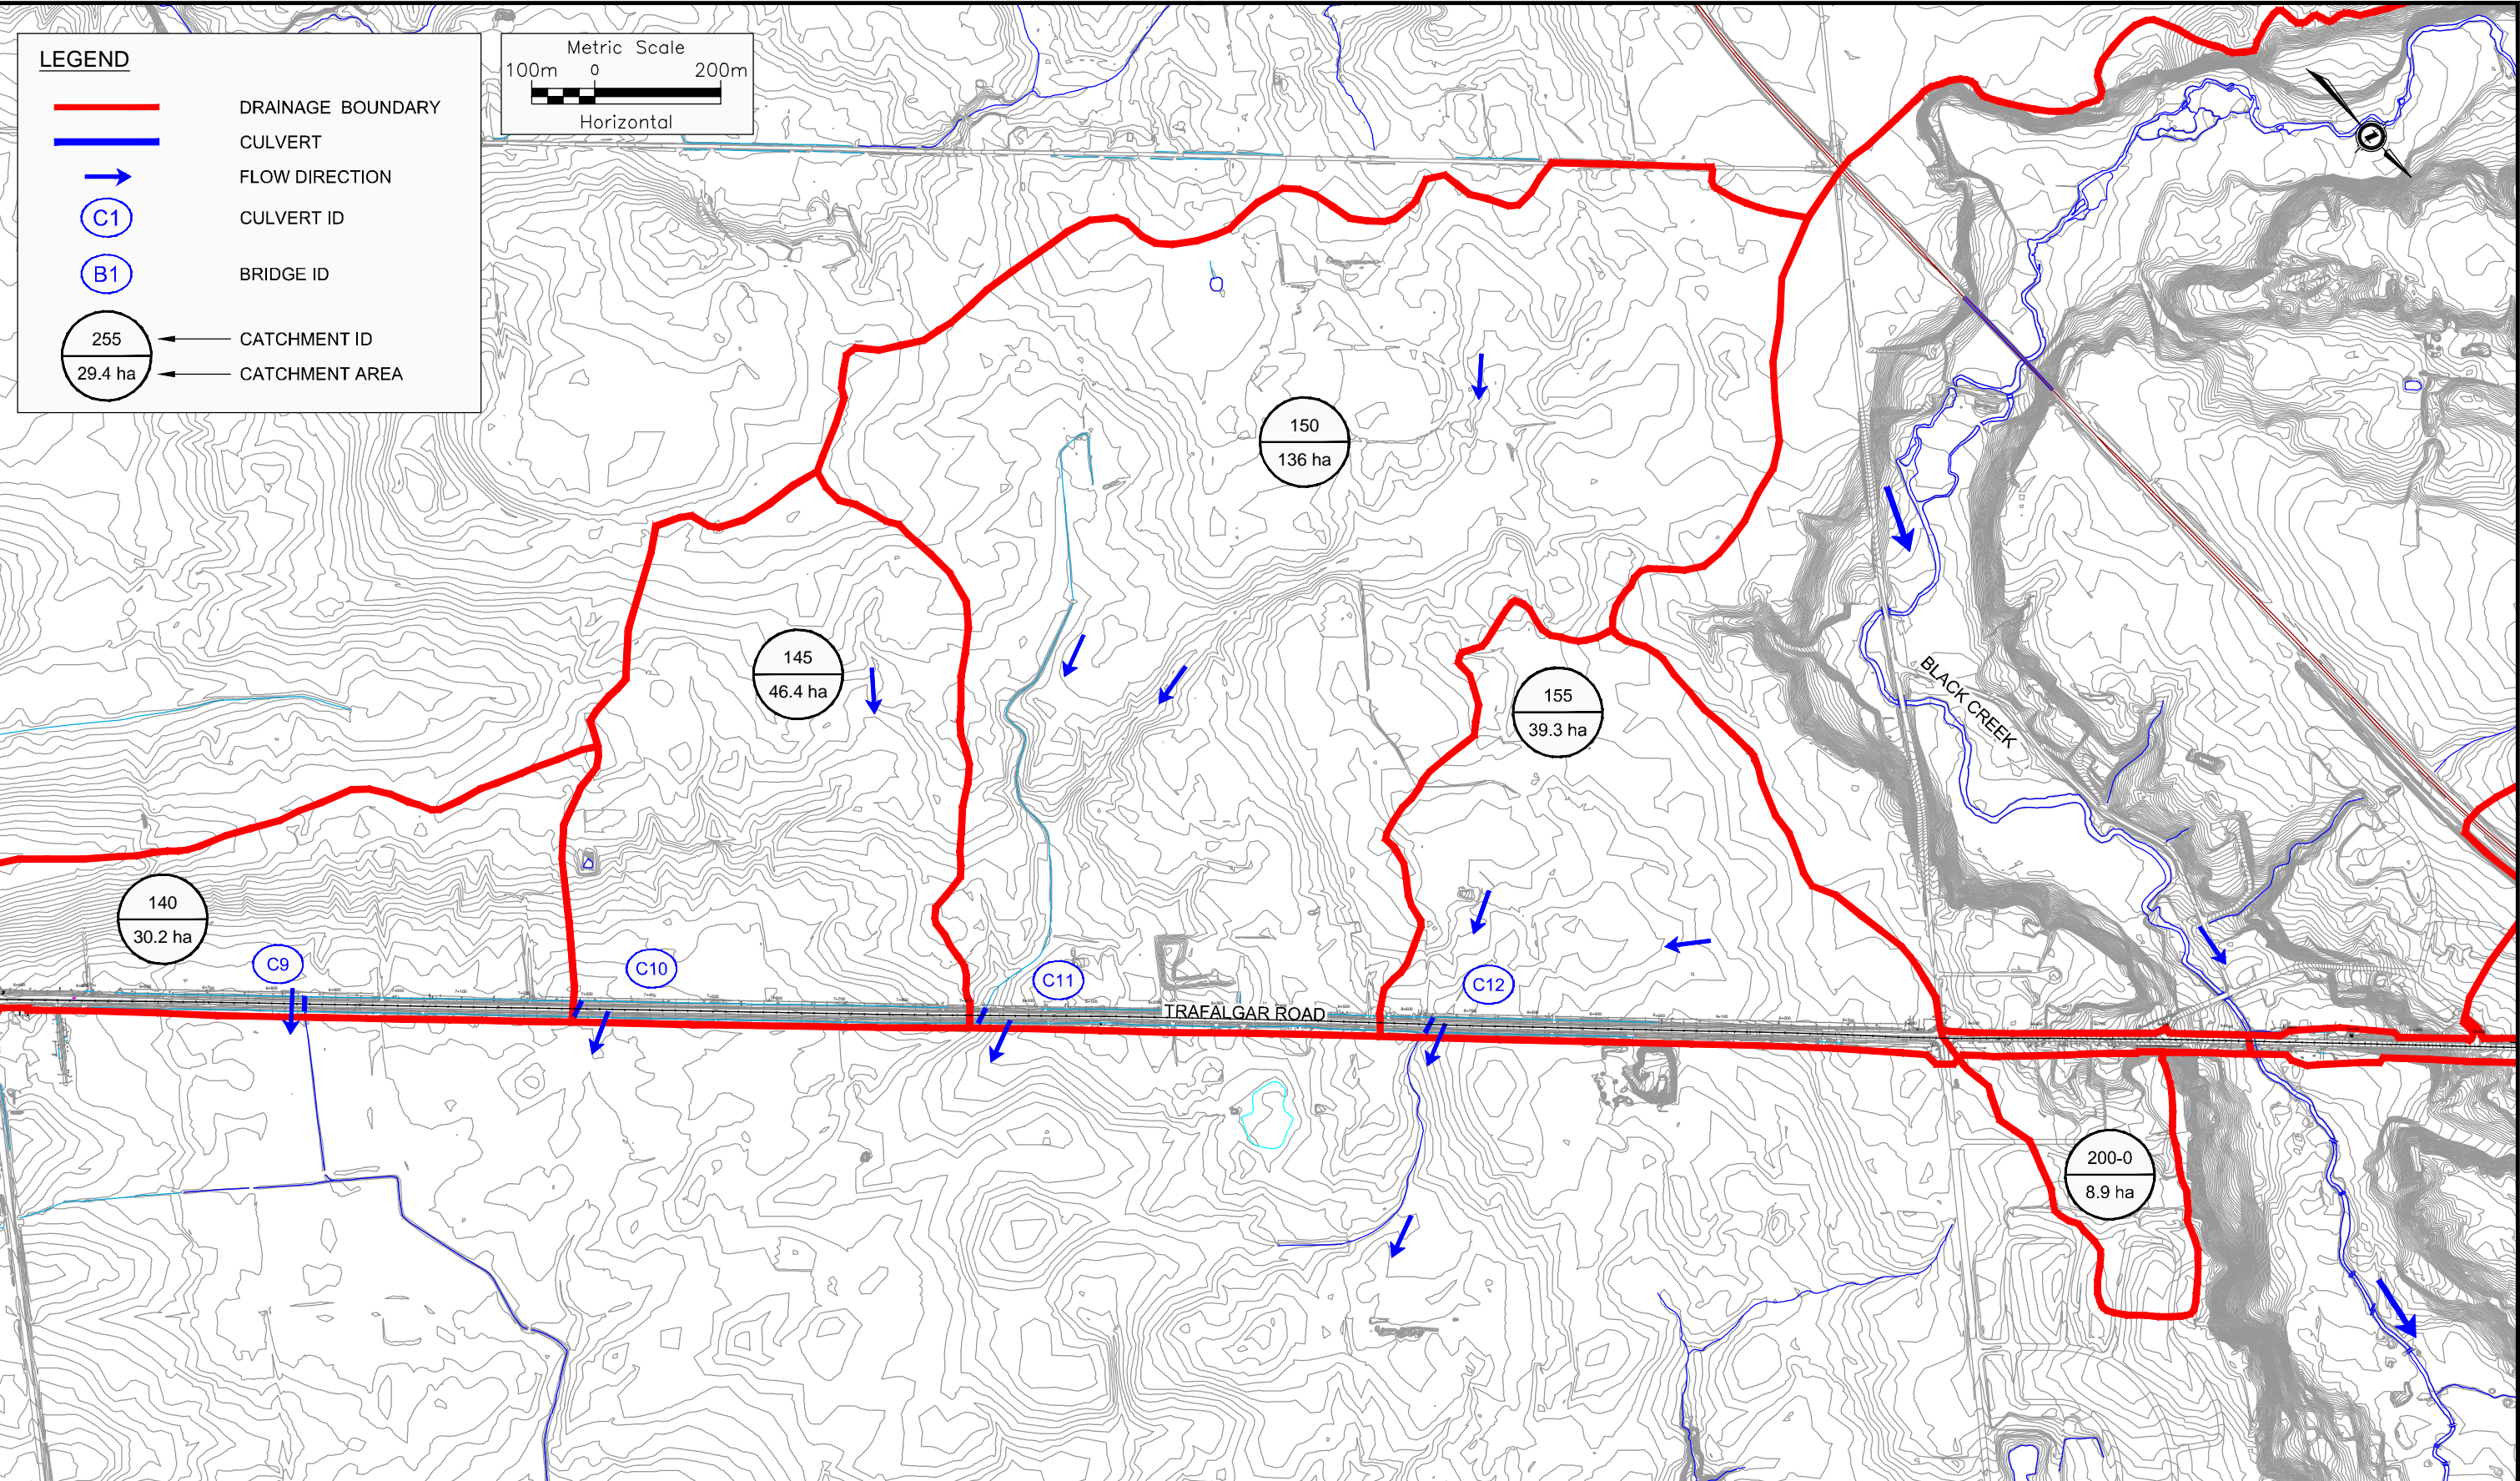 LEGEND
DRAINAGE BOUNDARY
CULVERT
FLOW DIRECTION
C1 CULVERT ID
B1 BRIDGE ID
255 CATCHMENT ID
29.4 ha CATCHMENT AREA
Metric Scale
100m 0 200m
Horizontal
150
136 ha
145
46.4 ha
155
39.3 ha
BLACK CREEK
140
30.2 ha
C9
C10
C11
C12
TRAFALGAR ROAD
200-0
8.9 ha